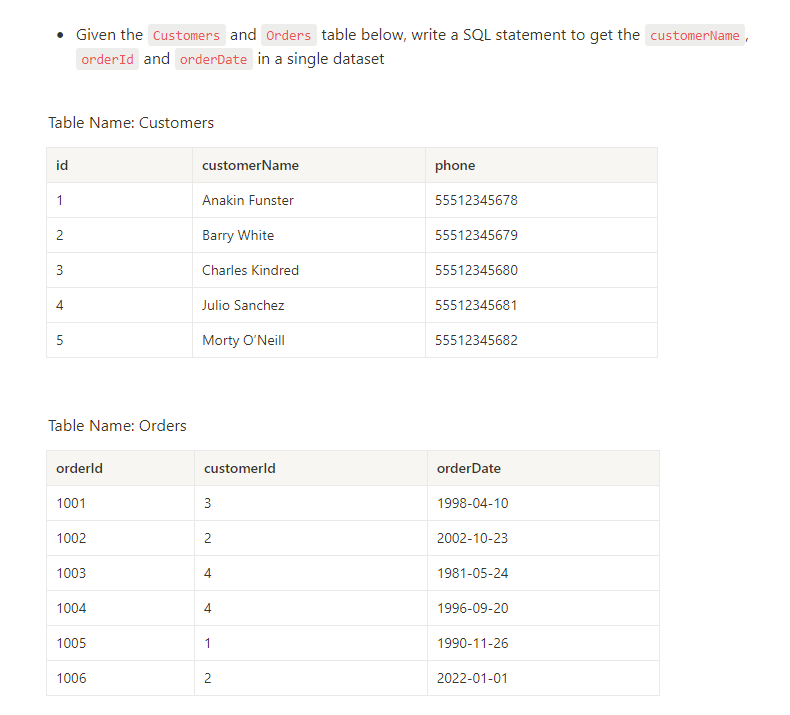 • Given the Customers and Orders table below, write a SQL statement to get the customerName,
orderId and orderDate in a single dataset
Table Name: Customers
id customerName phone
1 Anakin Funster 55512345678
2 Barry White 55512345679
3 Charles Kindred 55512345680
4 Julio Sanchez 55512345681
5 Morty O’Neill 55512345682
Table Name: Orders
orderId customerId orderDate
1001 3 1998-04-10
1002 2 2002-10-23
1003 4 1981-05-24
1004 4 1996-09-20
1005 1 1990-11-26
1006 2 2022-01-01